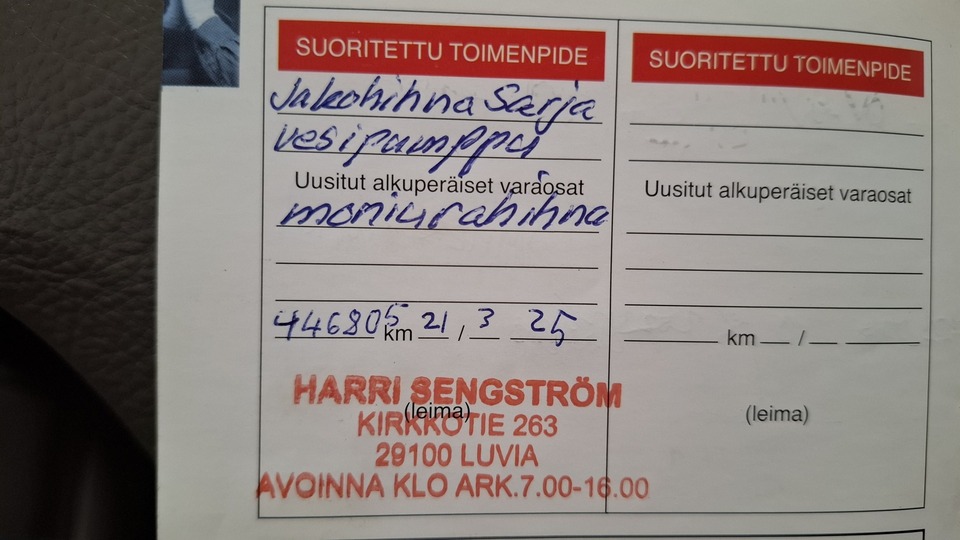 SUORITETTU TOIMENPIDE
Jakohihna Sarja
vesipumppu
Uusitut alkuperäiset varaosat
moniurahihna
446805 km 21 / 3 25
HARRI SENGSTRÖM
(leima)
KIRKKOTIE 263
29100 LUVIA
AVOINNA KLO ARK.7.00-16.00
SUORITETTU TOIMENPIDE
Uusitut alkuperäiset varaosat
km /
(leima)